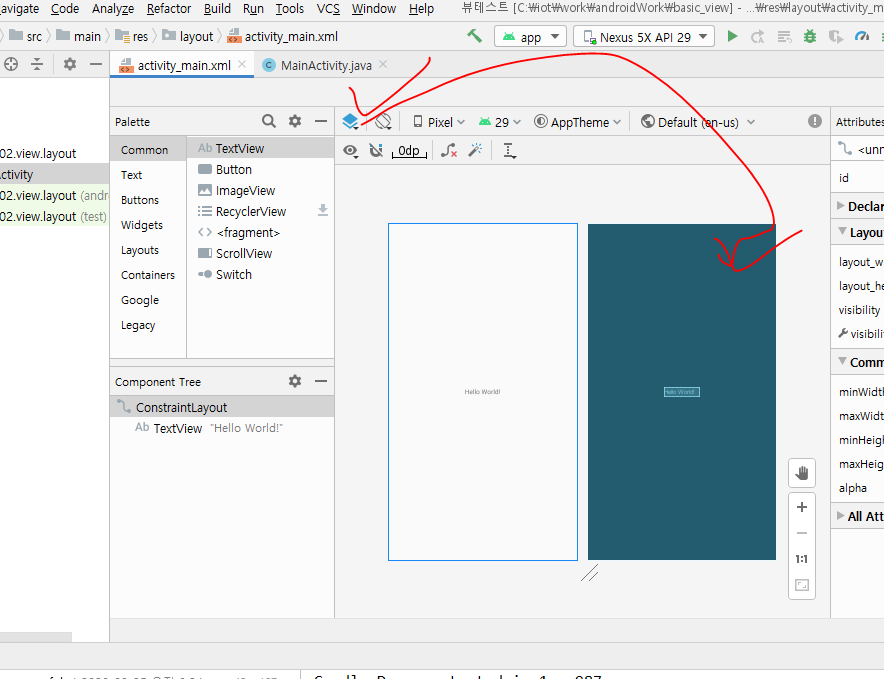 avigate Code Analyze Refactor Build Run Tools VCS Window Help 뷰테스트 [C:₩iot₩work₩androidWork₩basic_view] - ...₩res₩layout₩activity_m
src main res layout activity_main.xml app Nexus 5X API 29
activity_main.xml MainActivity.java
Palette
Common
Text
Buttons
Widgets
Layouts
Containers
Google
Legacy
Ab TextView
Button
ImageView
RecyclerView
<fragment>
ScrollView
Switch
Pixel 29 AppTheme Default (en-us)
0dp
02.view.layout
ctivity
02.view.layout (andr
02.view.layout (test)
Component Tree
ConstraintLayout
Ab TextView "Hello World!"
Hello World!
Hello World!
1:1
Attributes
<unn
id
Declar
Layou
layout_w
layout_he
visibility
visibili
Comm
minWidt
maxWidt
minHeig
maxHeig
alpha
All Att